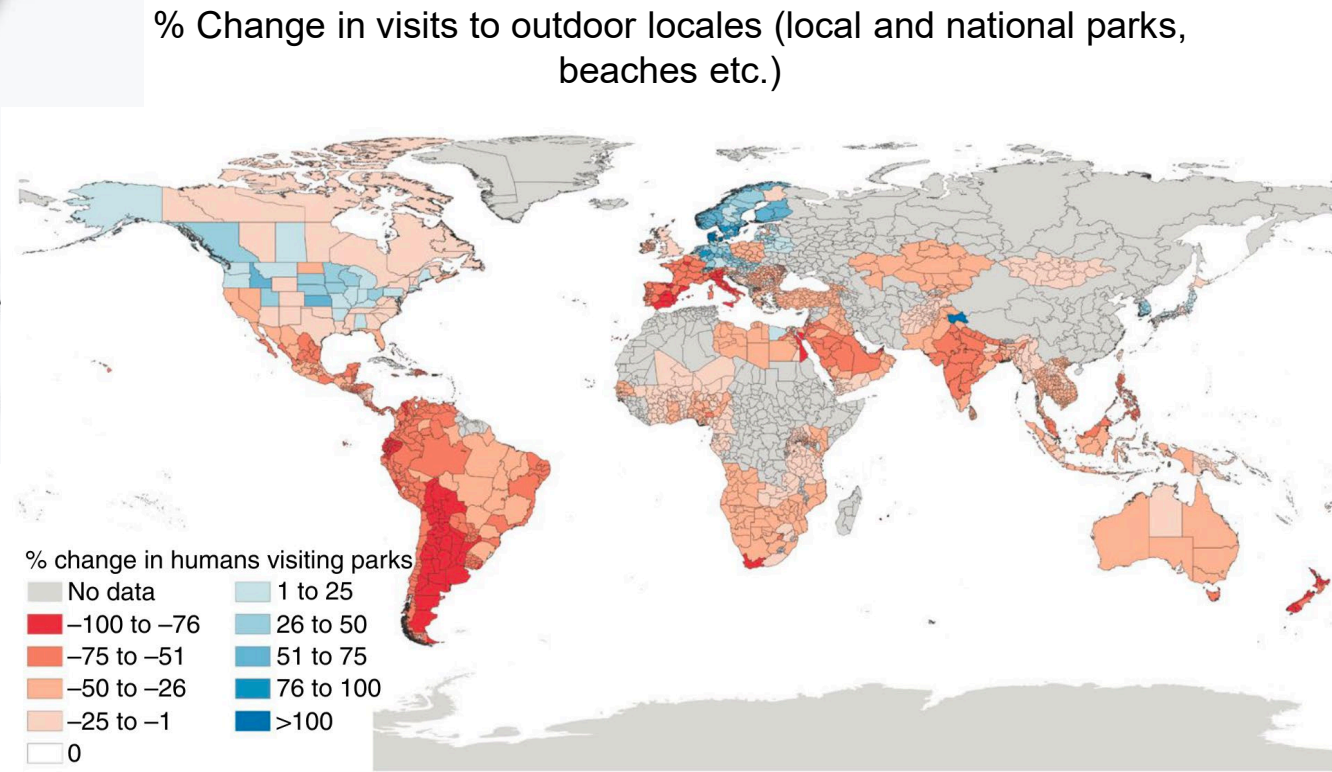 % Change in visits to outdoor locales (local and national parks,
beaches etc.)
% change in humans visiting parks
No data
–100 to –76
–75 to –51
–50 to –26
–25 to –1
0
1 to 25
26 to 50
51 to 75
76 to 100
>100